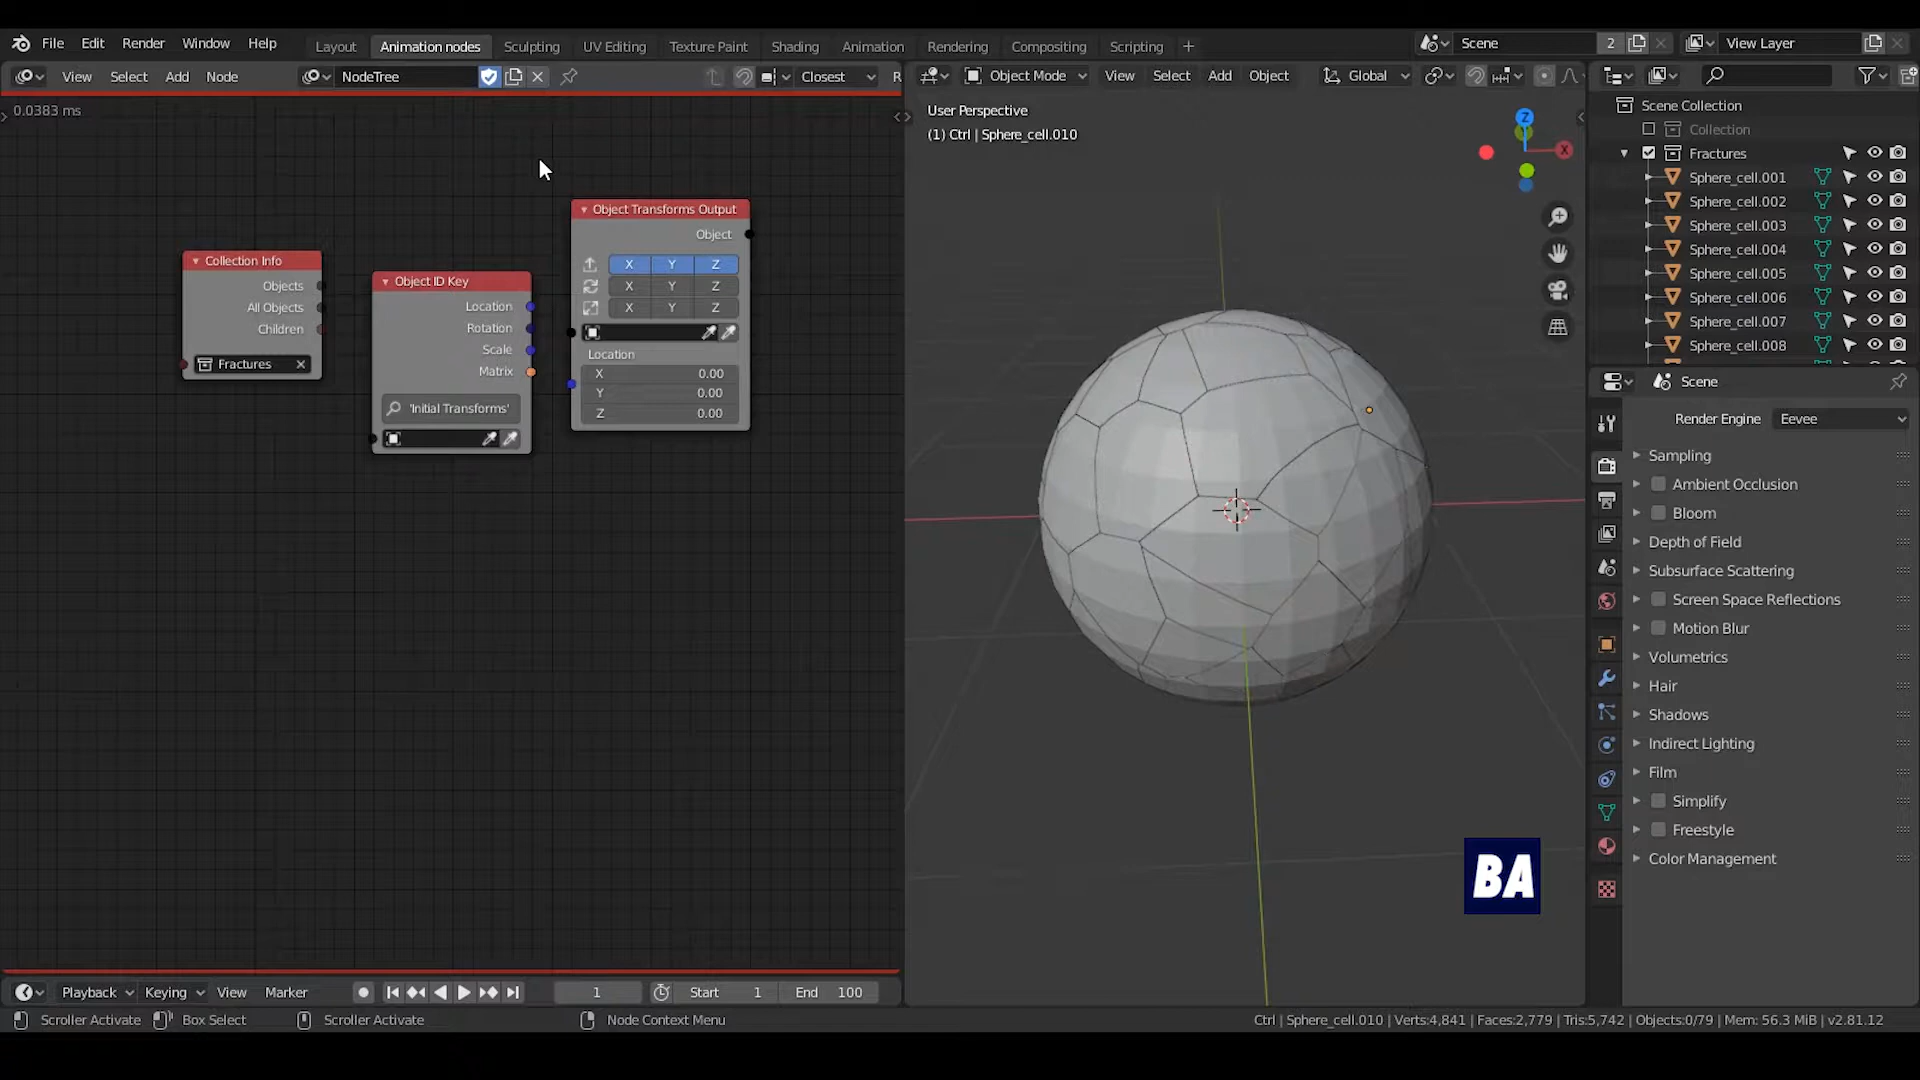 File Edit Render Window Help Layout Animation nodes Sculpting UV Editing Texture Paint Shading Animation Rendering Compositing Scripting + Scene 2 View Layer
View Select Add Node NodeTree Closest R
Object Mode View Select Add Object Global
0.0383 ms
User Perspective
(1) Ctrl | Sphere_cell.010
Z
X
Collection Info
Objects
All Objects
Children
Fractures
Object ID Key
Location
Rotation
Scale
Matrix
'Initial Transforms'
Object Transforms Output
Object
X Y Z
X Y Z
X Y Z
Location
X 0.00
Y 0.00
Z 0.00
Scene Collection
Collection
Fractures
Sphere_cell.001
Sphere_cell.002
Sphere_cell.003
Sphere_cell.004
Sphere_cell.005
Sphere_cell.006
Sphere_cell.007
Sphere_cell.008
Scene
Render Engine Eevee
Sampling
Ambient Occlusion
Bloom
Depth of Field
Subsurface Scattering
Screen Space Reflections
Motion Blur
Volumetrics
Hair
Shadows
Indirect Lighting
Film
Simplify
Freestyle
Color Management
BA
Playback Keying View Marker 1 Start 1 End 100
Scroller Activate Box Select Scroller Activate Node Context Menu
Ctrl | Sphere_cell.010 | Verts:4,841 | Faces:2,779 | Tris:5,742 | Objects:0/79 | Mem: 56.3 MiB | v2.81.12